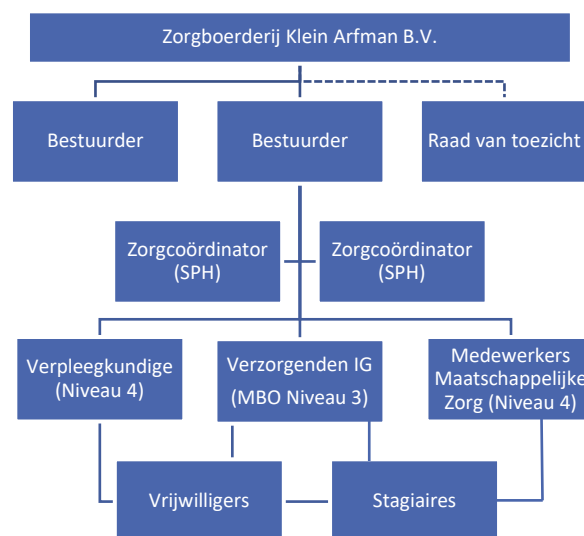 Zorgboerderij Klein Arfman B.V.
Bestuurder
Bestuurder
Raad van toezicht
Zorgcoördinator
(SPH)
Zorgcoördinator
(SPH)
Verpleegkundige
(Niveau 4)
Verzorgenden IG
(MBO Niveau 3)
Medewerkers
Maatschappelijke
Zorg (Niveau 4)
Vrijwilligers
Stagiaires